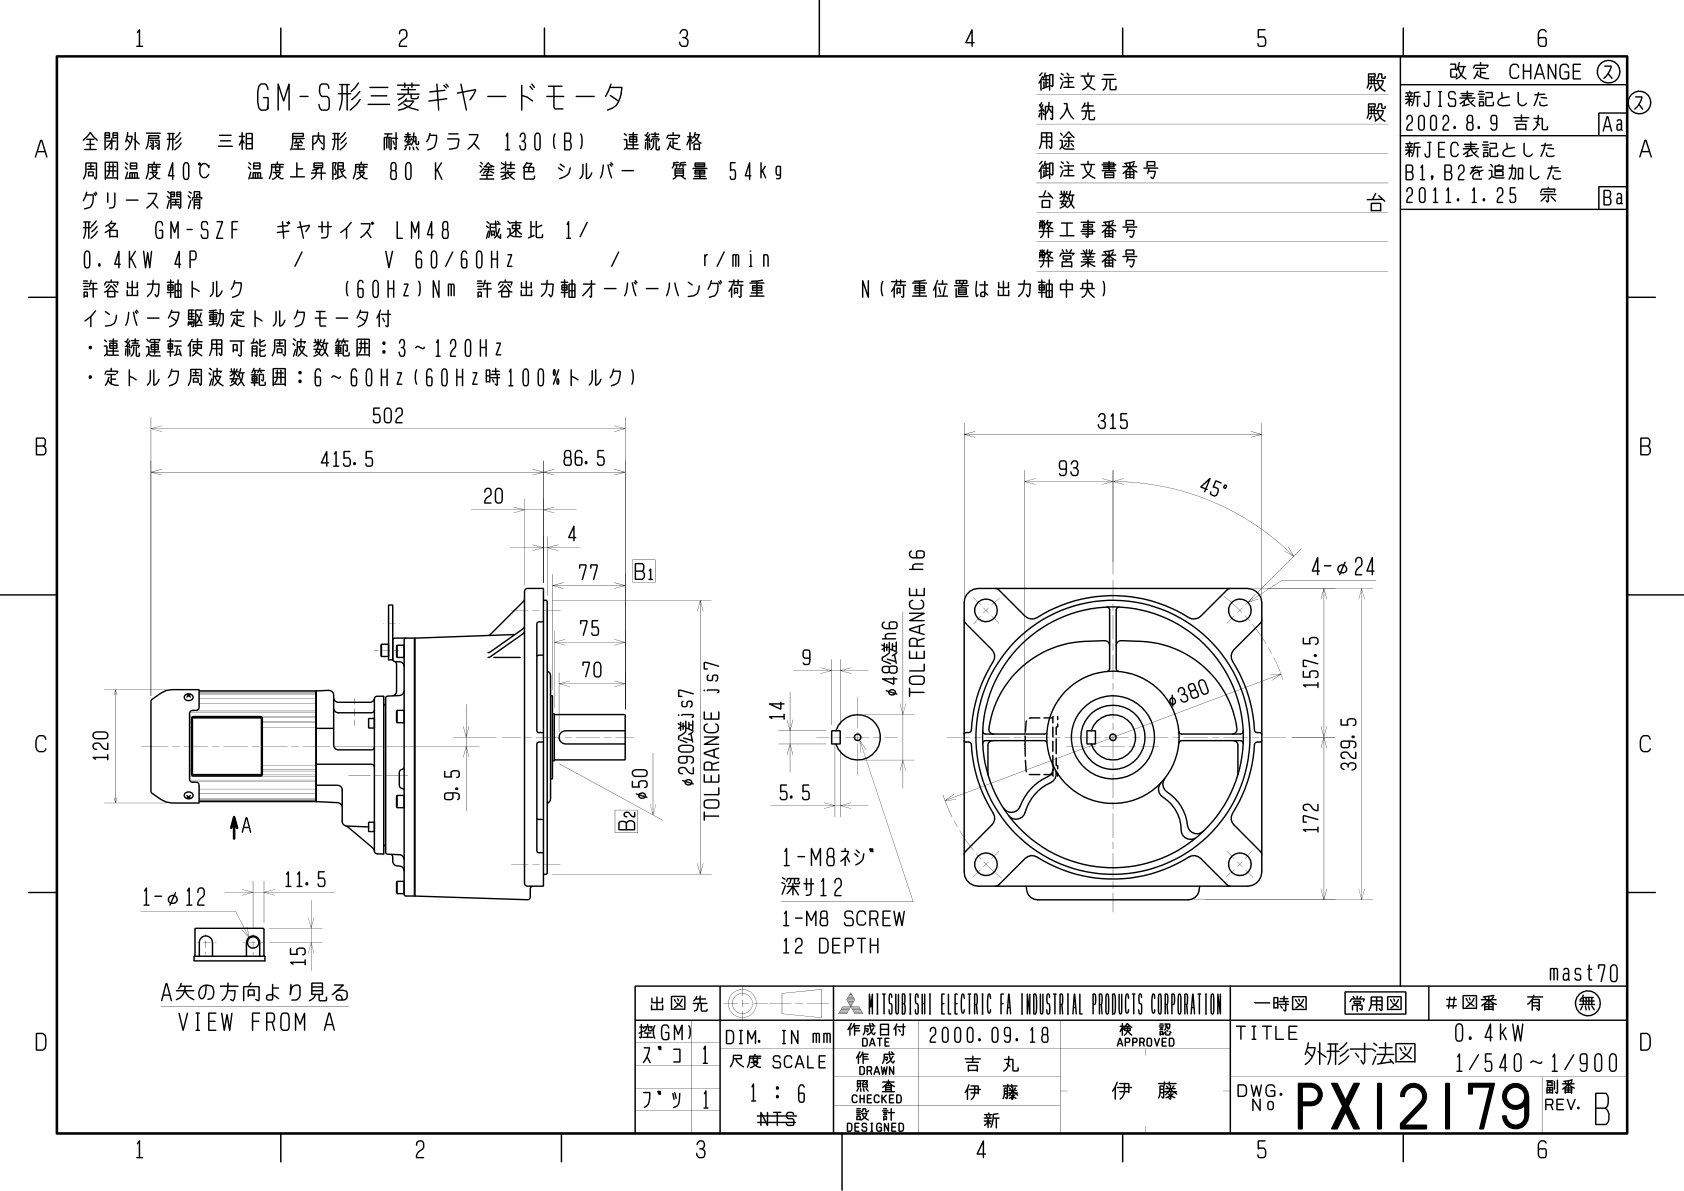 1 2 3 4 5 6
A
B
C
D
GM-S形三菱ギヤードモータ
全閉外扇形 三相 屋内形 耐熱クラス 130(B) 連続定格
周囲温度40℃ 温度上昇限度 80 K 塗装色 シルバー 質量 54kg
グリース潤滑
形名 GM-SZF ギヤサイズ LM48 減速比 1/
0.4KW 4P / V 60/60Hz / r/min
許容出力軸トルク (60Hz)Nm 許容出力軸オーバーハング荷重 N(荷重位置は出力軸中央)
インバータ駆動定トルクモータ付
・連続運転使用可能周波数範囲:3~120Hz
・定トルク周波数範囲:6~60Hz(60Hz時100%トルク)
御注文元 殿
納入先 殿
用途
御注文書番号
台数 台
弊工事番号
弊営業番号
改定 CHANGE ス
新JIS表記とした
2002.8.9 吉丸 Aa
新JEC表記とした
B1,B2を追加した
2011.1.25 宗 Ba
ス
A
B
C
D
502
415.5 86.5
20
4
77 B1
75
70
120
9.5
φ50
B2
φ290公差js7
TOLERANCE js7
A
1-φ12
11.5
15
A矢の方向より見る
VIEW FROM A
9
14
5.5
φ48公差h6
TOLERANCE h6
1-M8ネジ
深サ12
1-M8 SCREW
12 DEPTH
315
93
45°
4-φ24
φ380
157.5
172
329.5
mast70
出図先
控(GM)
ズコ 1
ブツ 1
DIM. IN mm
尺度 SCALE
1 : 6
NTS
MITSUBISHI ELECTRIC FA INDUSTRIAL PRODUCTS CORPORATION
作成日付
DATE
2000.09.18
検 認
APPROVED
作 成
DRAWN
吉 丸
照 査
CHECKED
伊 藤
伊 藤
設 計
DESIGNED
新
一時図 常用図 #図番 有 無
TITLE
外形寸法図
0.4kW
1/540~1/900
DWG.
No
PX12179
副番
REV.
B
1 2 3 4 5 6